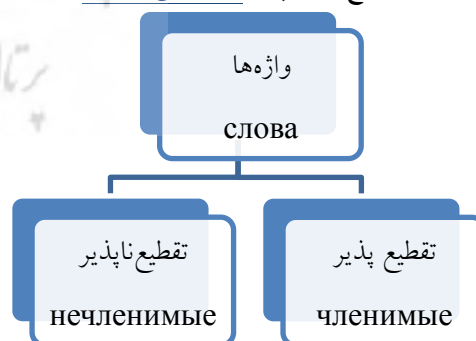 واژه‌ها
слова
تقطیع‌ناپذیر
нечленимые
تقطیع پذیر
членимые